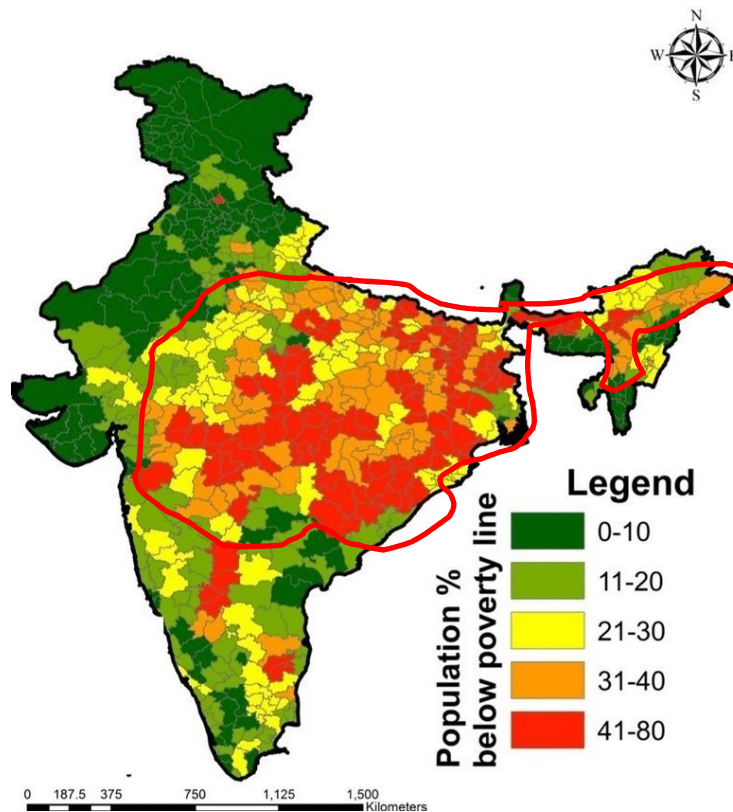 N
W
E
S
Legend
Population %
below poverty line
0-10
11-20
21-30
31-40
41-80
0 187.5 375 750 1,125 1,500
Kilometers